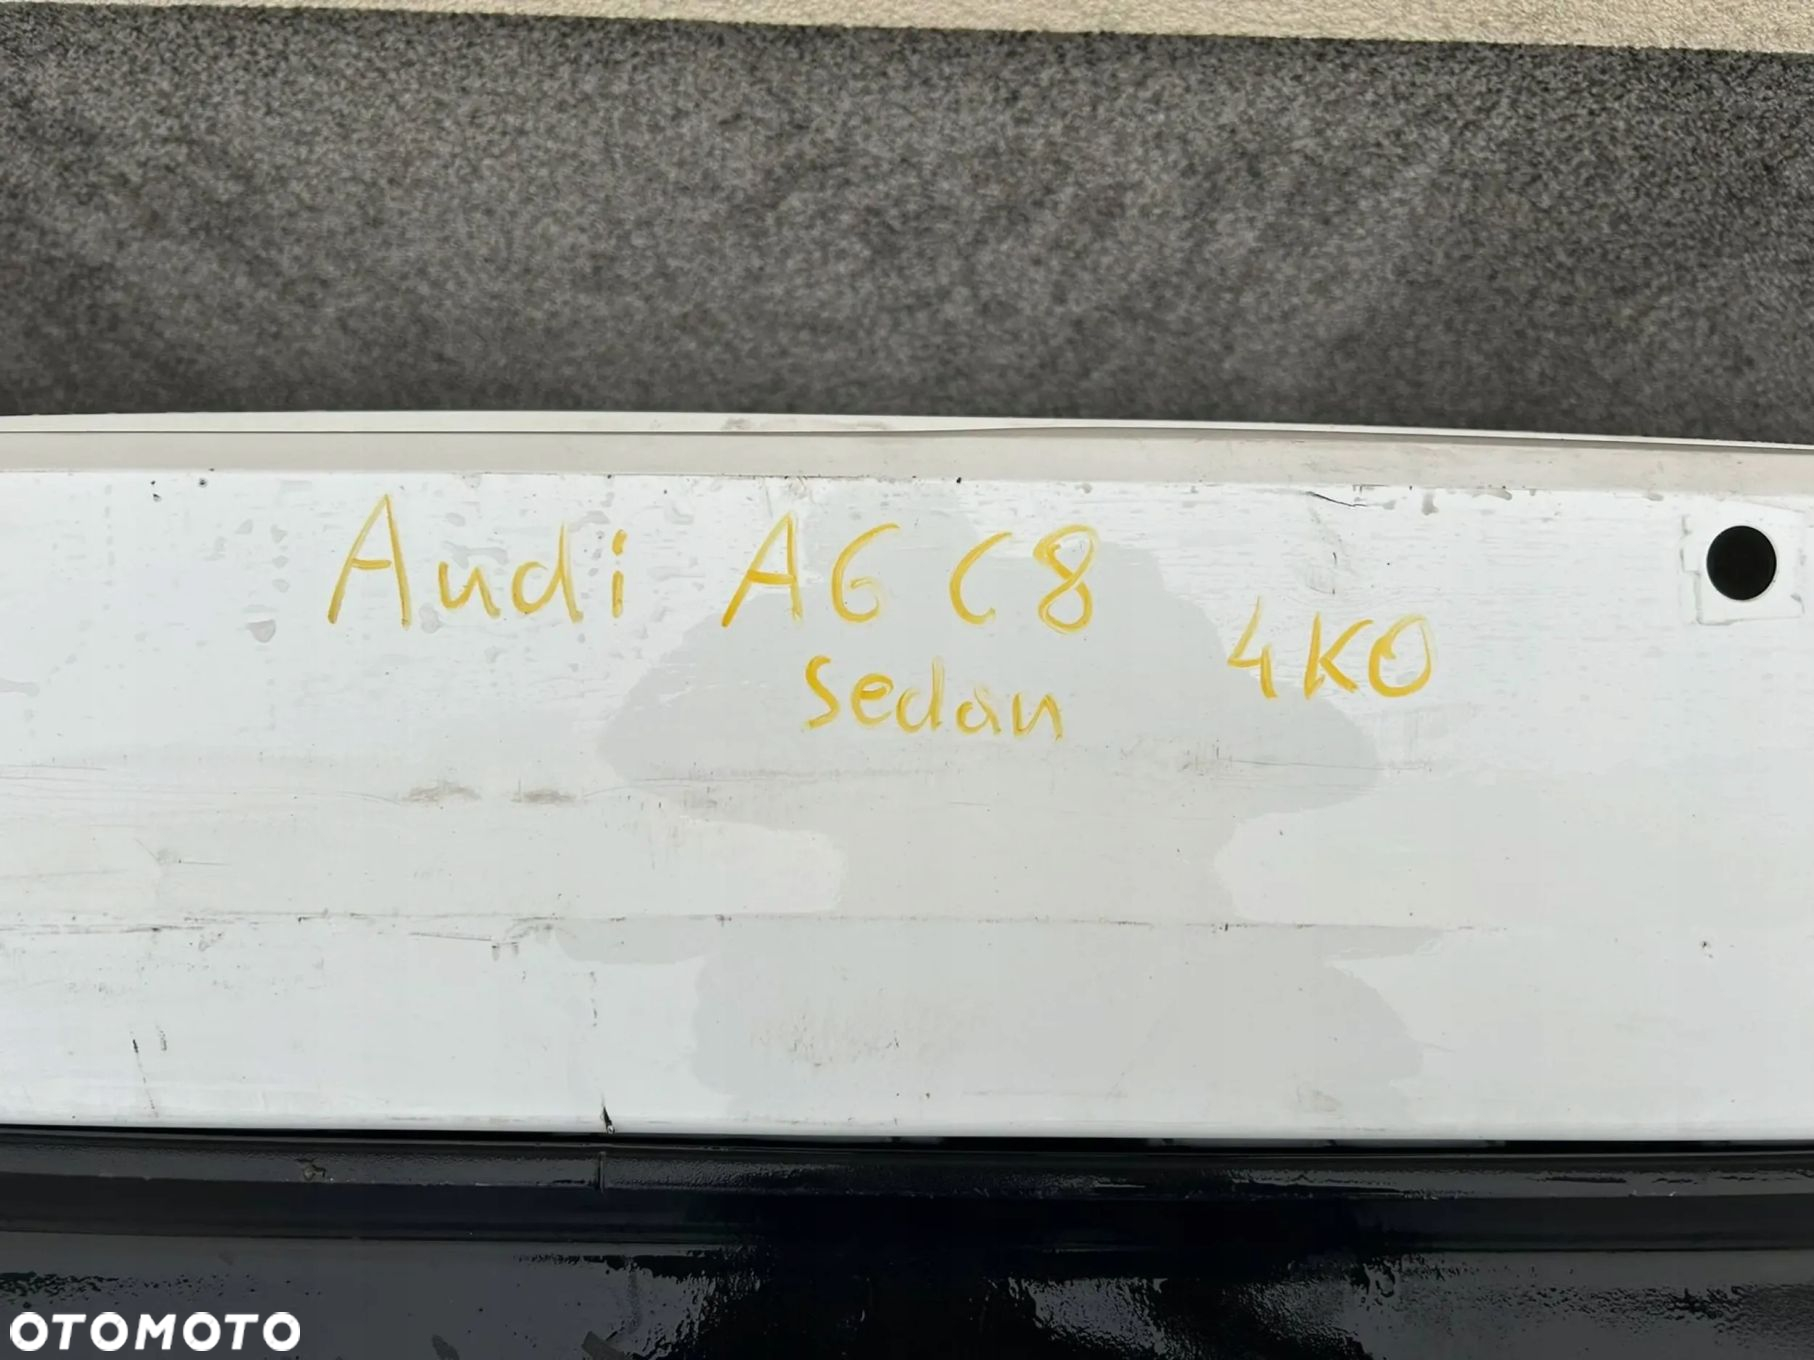 Audi A6 C8
4K0
Sedan
OTOMOTO